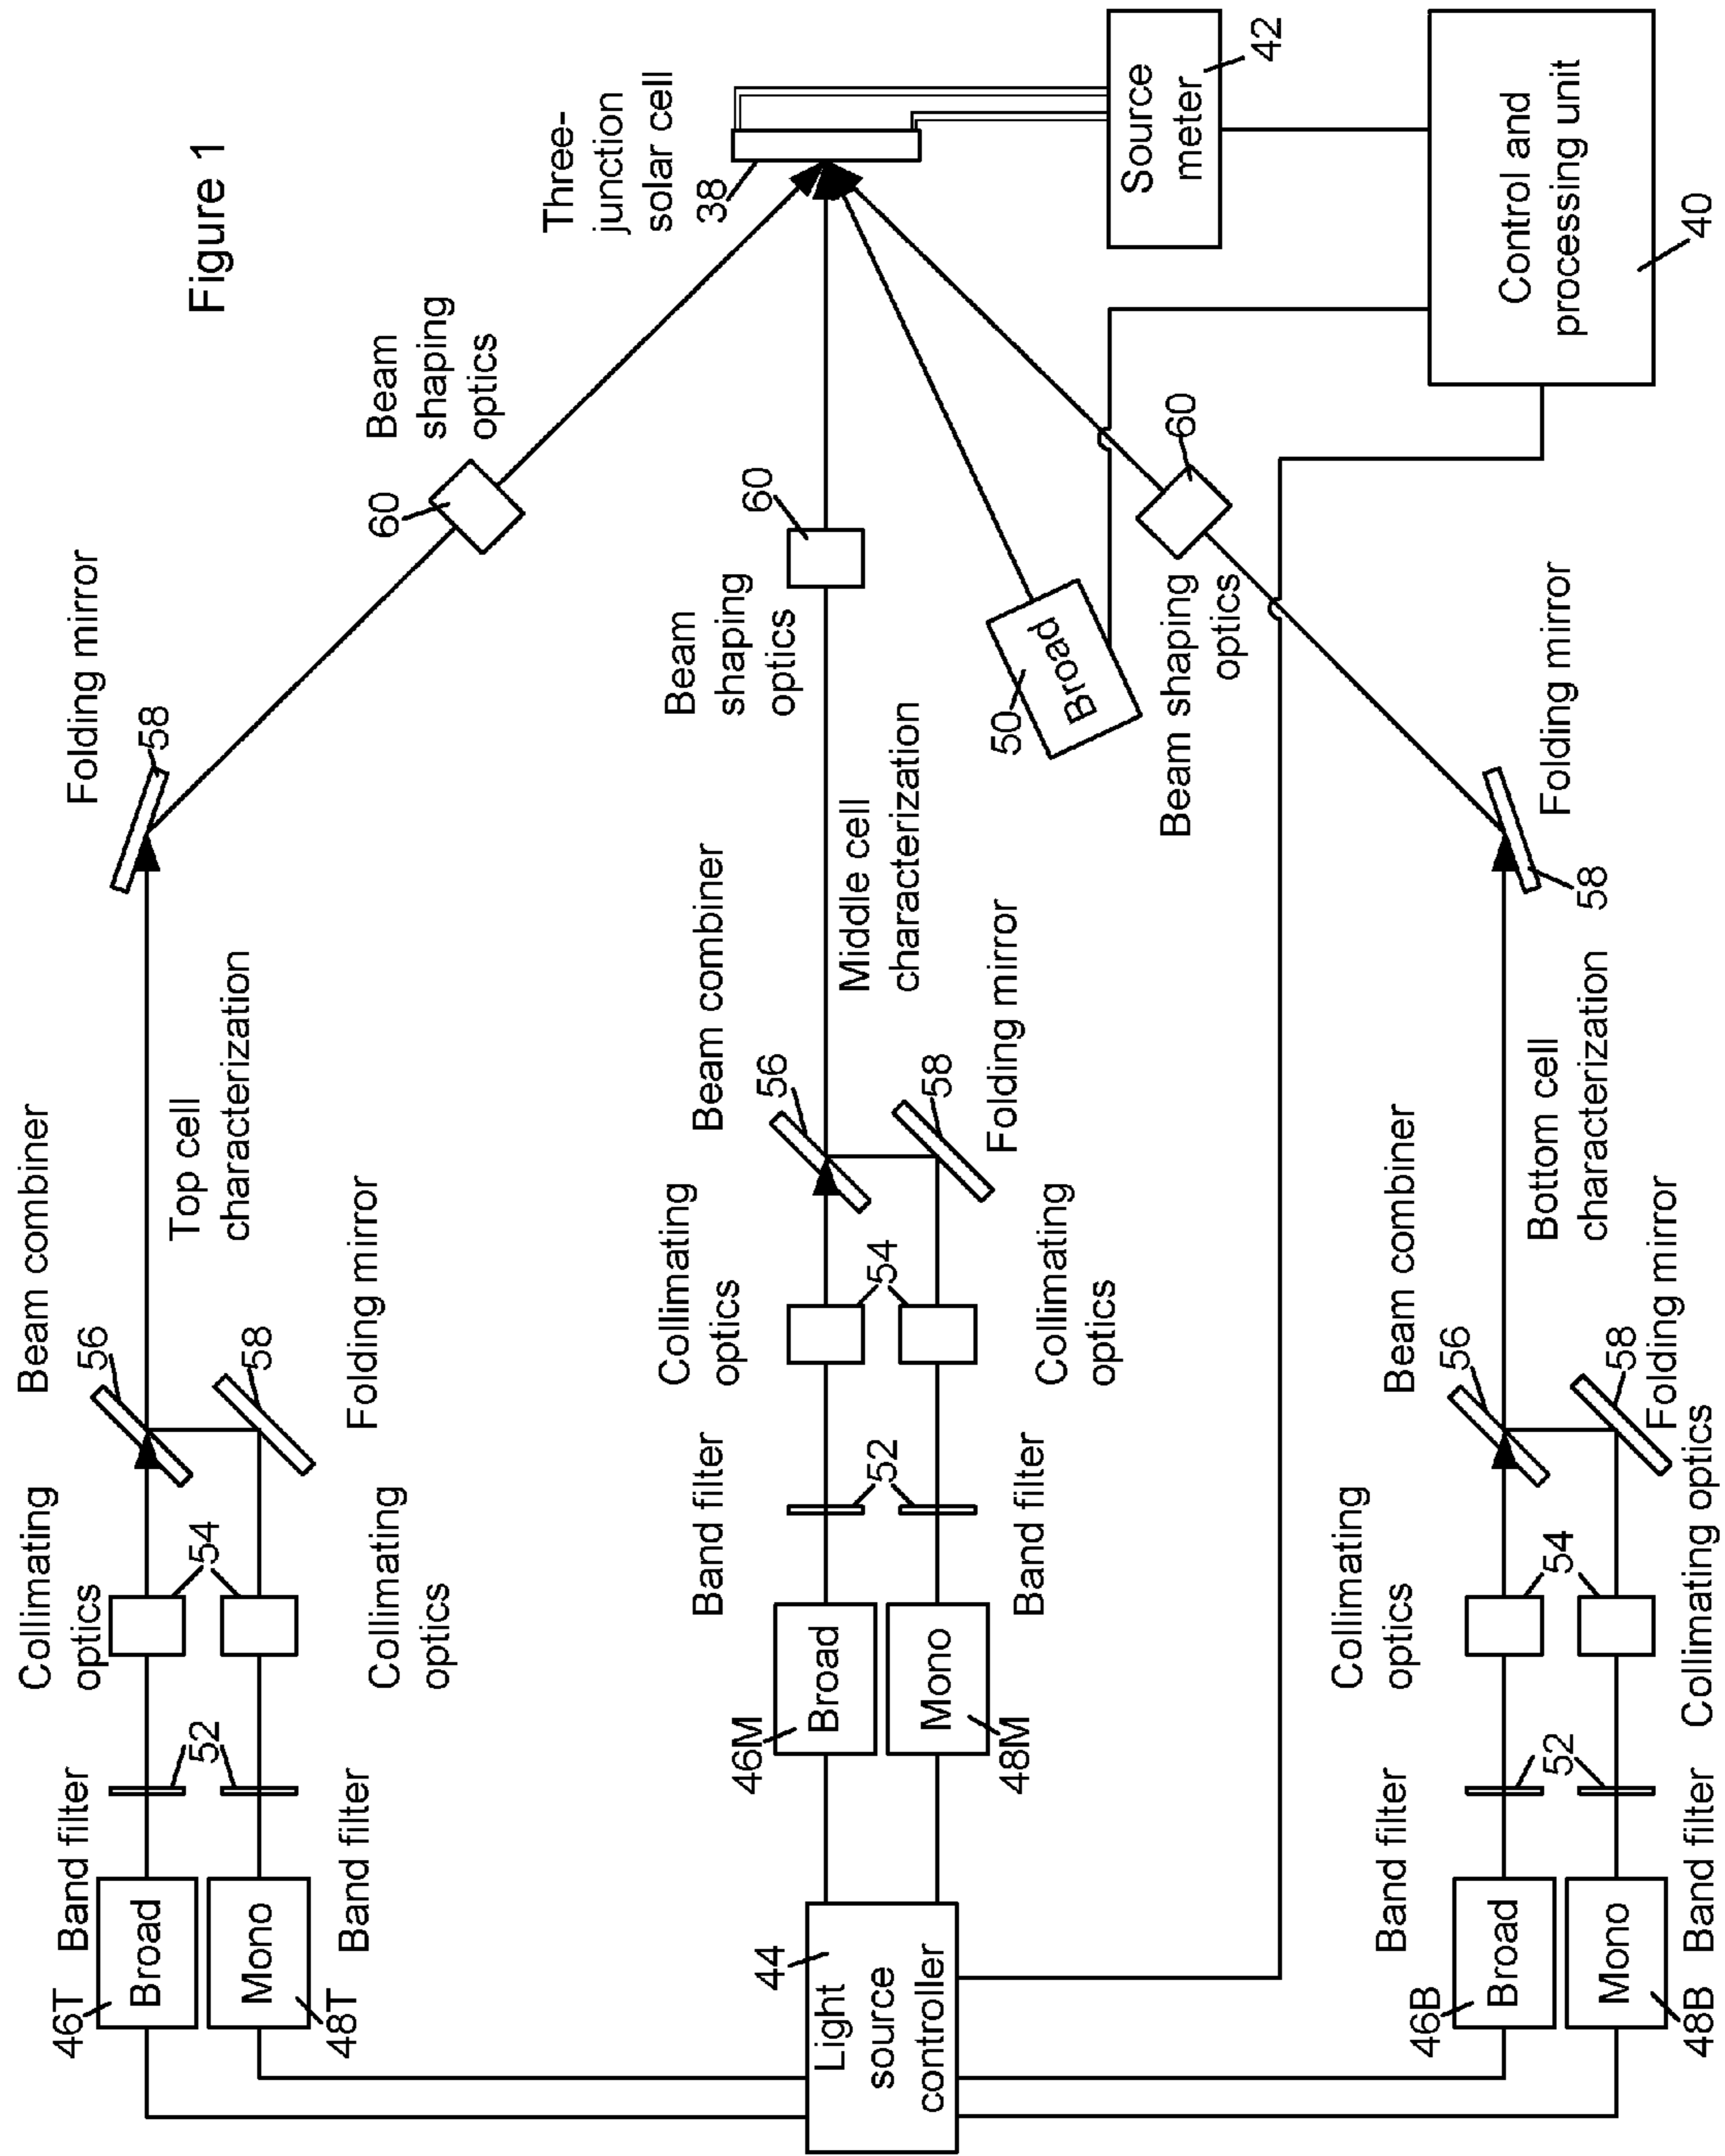 Figure 1
Beam combiner
Folding mirror
58
Collimating
optics
56
Band filter
54
52
46T
Broad
Top cell
characterization
Mono
48T
58
Folding mirror
Collimating
optics
Band filter
Beam
shaping
optics
60
Three-
junction
solar cell
38
Beam combiner
56
Collimating
optics
54
Band filter
52
46M
Broad
Mono
48M
58
Folding mirror
Collimating
optics
Band filter
Middle cell
characterization
Beam
shaping
optics
60
44
Light
source
controller
50
Broad
Beam shaping
optics
60
Source
meter
42
Control and
processing unit
40
Beam combiner
56
Collimating
optics
54
Band filter
52
46B
Broad
Mono
48B
Band filter
Collimating optics
58
Folding mirror
Bottom cell
characterization
58
Folding mirror